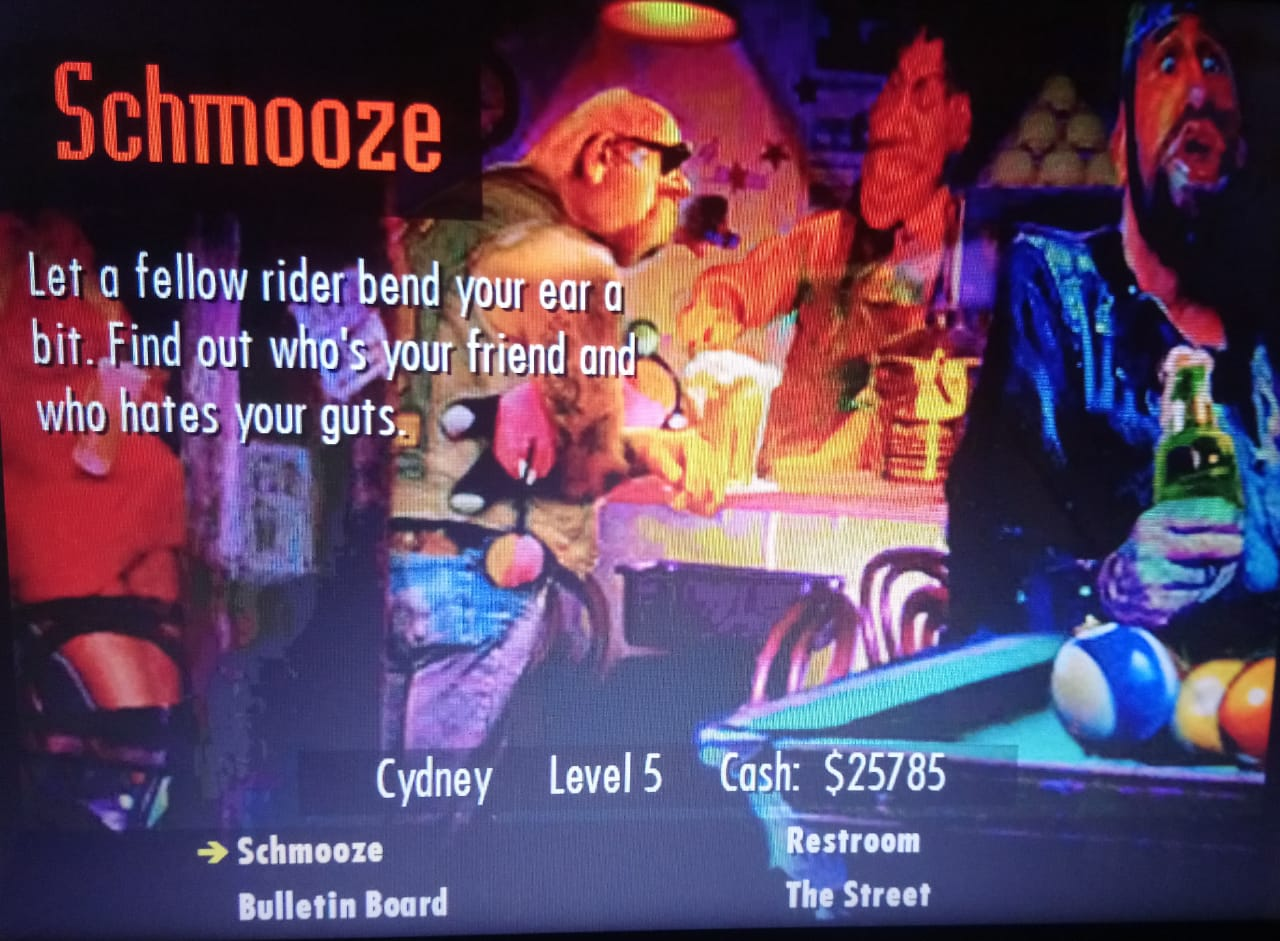 Schmooze
Let a fellow rider bend your ear a
bit. Find out who's your friend and
who hates your guts.
Cydney Level 5 Cash: $25785
Schmooze Restroom
Bulletin Board The Street